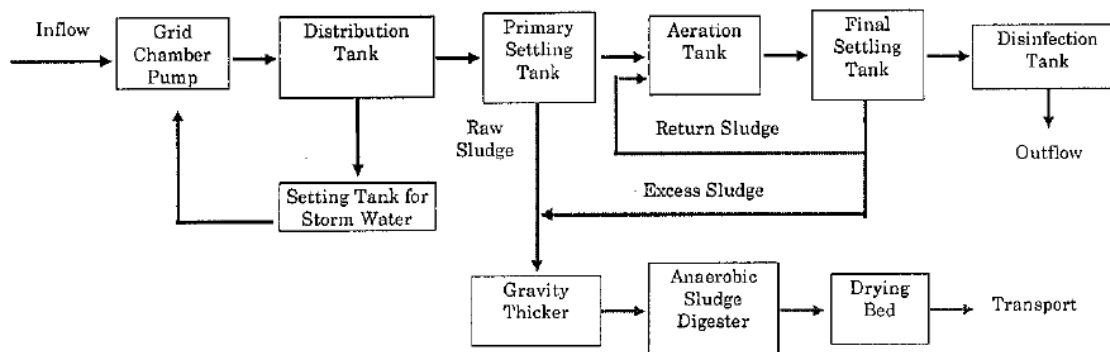 Inflow
Grid
Chamber
Pump
Distribution
Tank
Primary
Settling
Tank
Aeration
Tank
Final
Settling
Tank
Disinfection
Tank
Raw
Sludge
Return Sludge
Outflow
Setting Tank for
Storm Water
Excess Sludge
Gravity
Thicker
Anaerobic
Sludge
Digester
Drying
Bed
Transport